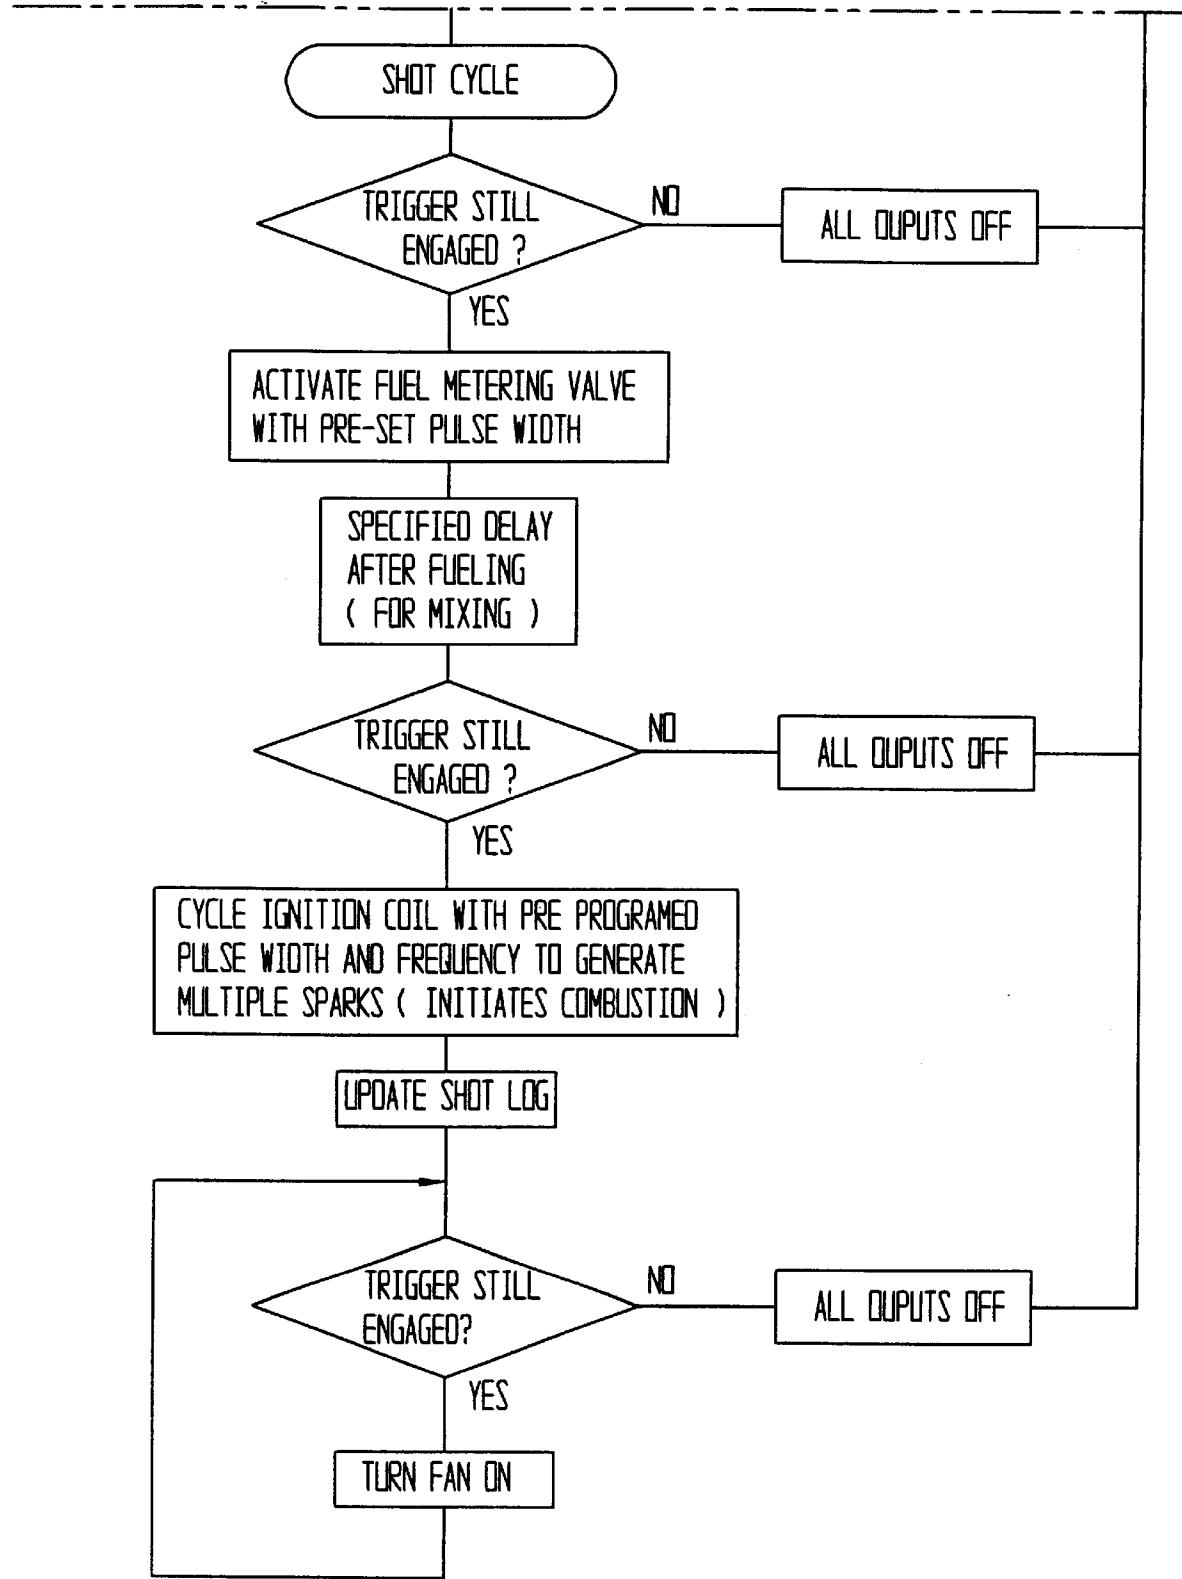 SHOT CYCLE
TRIGGER STILL
ENGAGED ?
NO
ALL OUPUTS OFF
YES
ACTIVATE FUEL METERING VALVE
WITH PRE-SET PULSE WIDTH
SPECIFIED DELAY
AFTER FUELING
( FOR MIXING )
TRIGGER STILL
ENGAGED ?
NO
ALL OUPUTS OFF
YES
CYCLE IGNITION COIL WITH PRE PROGRAMED
PULSE WIDTH AND FREQUENCY TO GENERATE
MULTIPLE SPARKS ( INITIATES COMBUSTION )
UPDATE SHOT LOG
TRIGGER STILL
ENGAGED?
NO
ALL OUPUTS OFF
YES
TURN FAN ON